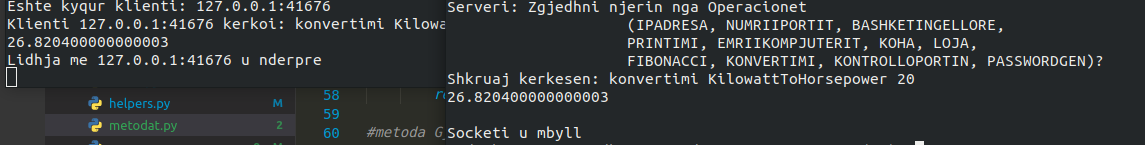 Eshte kyqur klienti: 127.0.0.1:41676
Klienti 127.0.0.1:41676 kerkoi: konvertimi Kilowa
26.820400000000003
Lidhja me 127.0.0.1:41676 u nderpre
helpers.py M
metodat.py 2
58
59
60 #metoda
Serveri: Zgjedhni njerin nga Operacionet
(IPADRESA, NUMRIIPORTIT, BASHKETINGELLORE,
PRINTIMI, EMRIIKOMPJUTERIT, KOHA, LOJA,
FIBONACCI, KONVERTIMI, KONTROLLOPORTIN, PASSWORDGEN)?
Shkruaj kerkesen: konvertimi KilowattToHorsepower 20
26.820400000000003
Socketi u mbyll